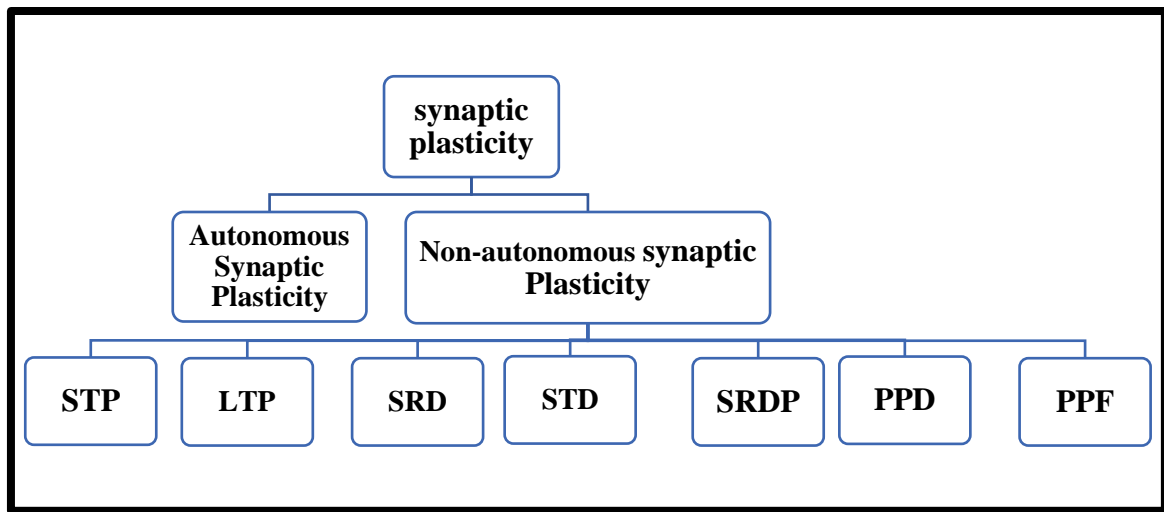 synaptic
plasticity
Autonomous
Synaptic
Plasticity
Non-autonomous synaptic
Plasticity
STP
LTP
SRD
STD
SRDP
PPD
PPF